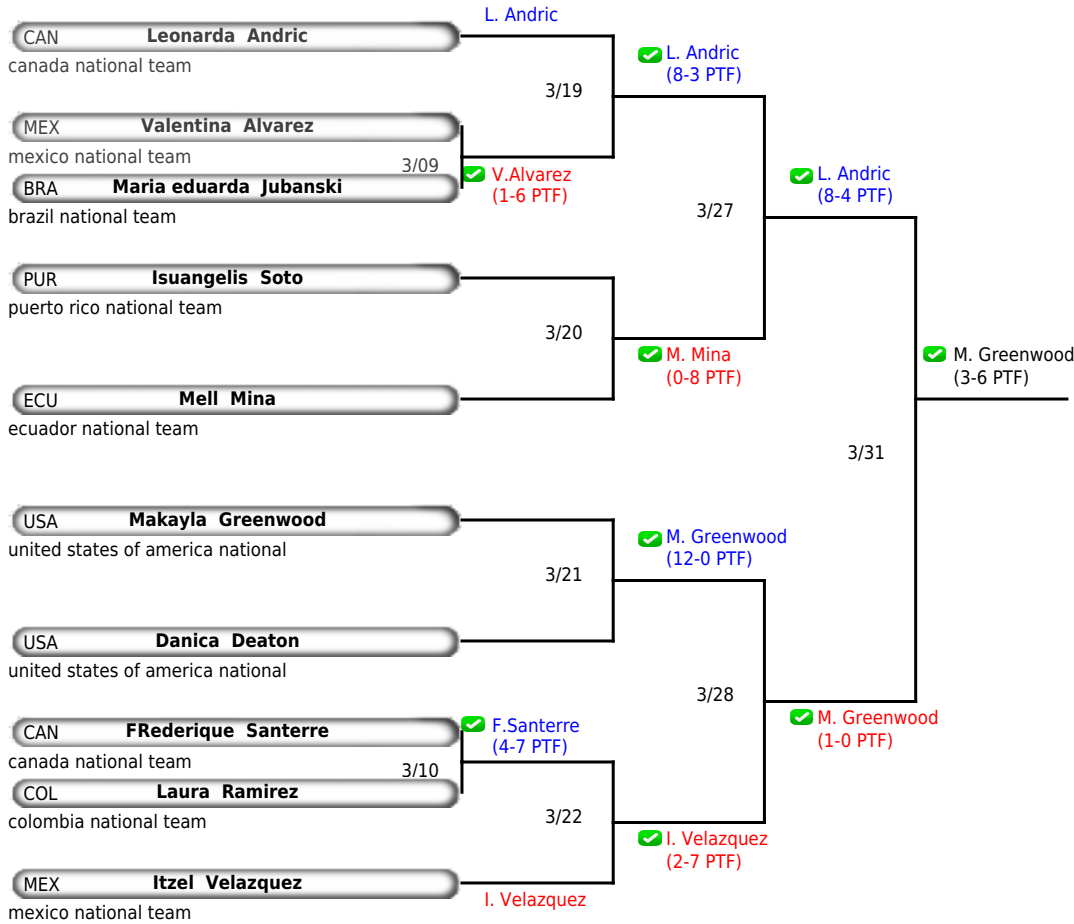 L. Andric
CAN Leonarda Andric
canada national team
L. Andric
(8-3 PTF)
3/19
MEX Valentina Alvarez
mexico national team
3/09
V.Alvarez
(1-6 PTF)
BRA Maria eduarda Jubanski
brazil national team
L. Andric
(8-4 PTF)
3/27
PUR Isuangelis Soto
puerto rico national team
3/20
M. Mina
(0-8 PTF)
ECU Mell Mina
ecuador national team
M. Greenwood
(3-6 PTF)
3/31
USA Makayla Greenwood
united states of america national
M. Greenwood
(12-0 PTF)
3/21
USA Danica Deaton
united states of america national
3/28
M. Greenwood
(1-0 PTF)
CAN FRederique Santerre
canada national team
F.Santerre
(4-7 PTF)
3/10
COL Laura Ramirez
colombia national team
3/22
I. Velazquez
(2-7 PTF)
MEX Itzel Velazquez
mexico national team
I. Velazquez